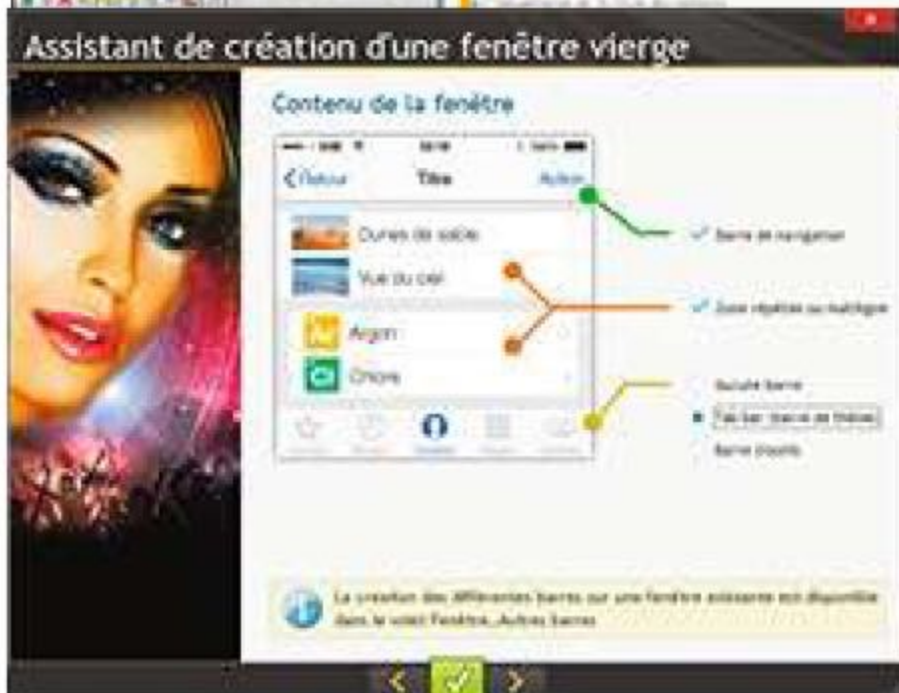 Assistant de création d'une fenêtre vierge
Contenu de la fenêtre
Retour Titre Action
Dunes de sable
Vue du ciel
Argon
Chlore
Barre de navigation
Zone répétée ou multiligne
Aucune barre
Tab bar (barre de thème)
Barre d'outils
La création des différentes barres sur une fenêtre existante est disponible
dans le volet Fenêtre, Autres barres